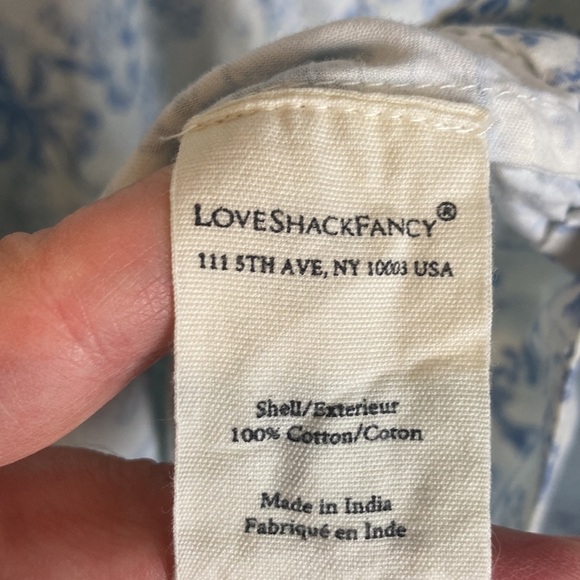 LOVESHACKFANCY®
111 5TH AVE, NY 10003 USA
Shell/Exterieur
100% Cotton/Coton
Made in India
Fabriqué en Inde